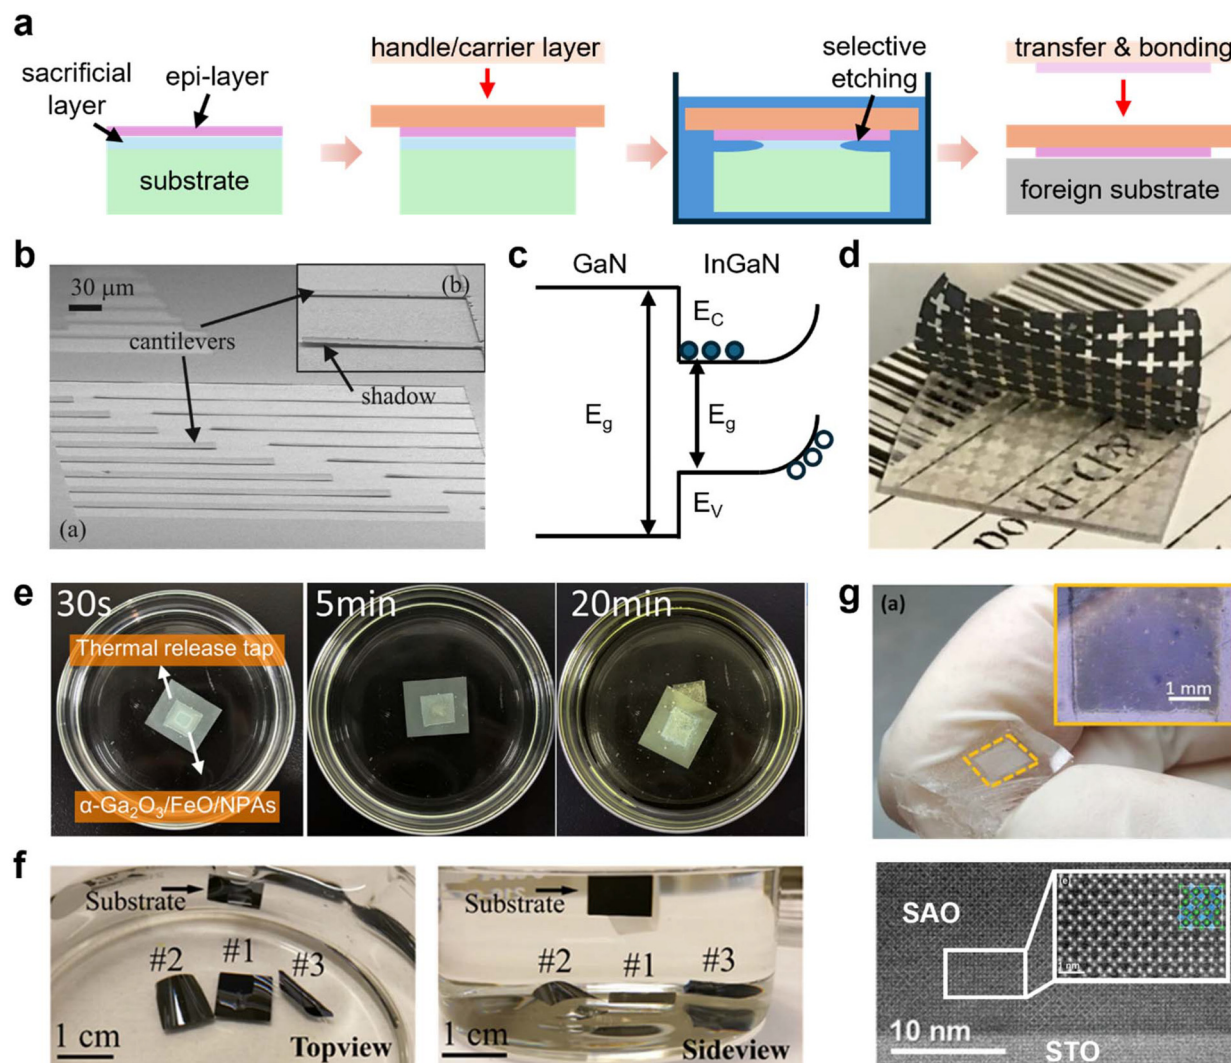 a
sacrificial
layer
epi-layer
substrate
handle/carrier layer
selective
etching
transfer & bonding
foreign substrate
b
30 μm
(b)
cantilevers
shadow
(a)
c
GaN
InGaN
E_C
E_g
E_g
E_V
d
e
30s
5min
20min
Thermal release tap
α-Ga₂O₃/FeO/NPAs
f
Substrate
#2
#1
#3
1 cm
Topview
Substrate
#2
#1
#3
1 cm
Sideview
g
(a)
1 mm
SAO
10 nm
STO